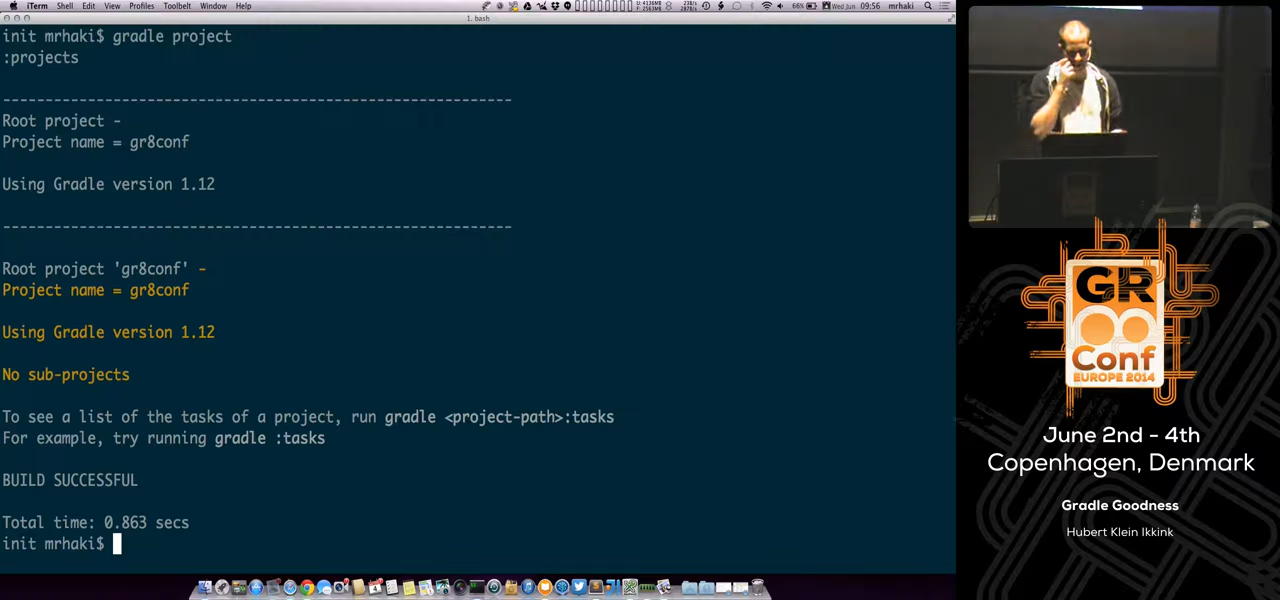 iTerm Shell Edit View Profiles Toolbelt Window Help
66% Wed Jun 09:56 mrhaki
1. bash
init mrhaki$ gradle project
:projects
------------------------------------------------------------
Root project -
Project name = gr8conf
Using Gradle version 1.12
------------------------------------------------------------
Root project 'gr8conf' -
Project name = gr8conf
Using Gradle version 1.12
No sub-projects
To see a list of the tasks of a project, run gradle <project-path>:tasks
For example, try running gradle :tasks
BUILD SUCCESSFUL
Total time: 0.863 secs
init mrhaki$
GR
Conf
EUROPE 2014
June 2nd - 4th
Copenhagen, Denmark
Gradle Goodness
Hubert Klein Ikkink